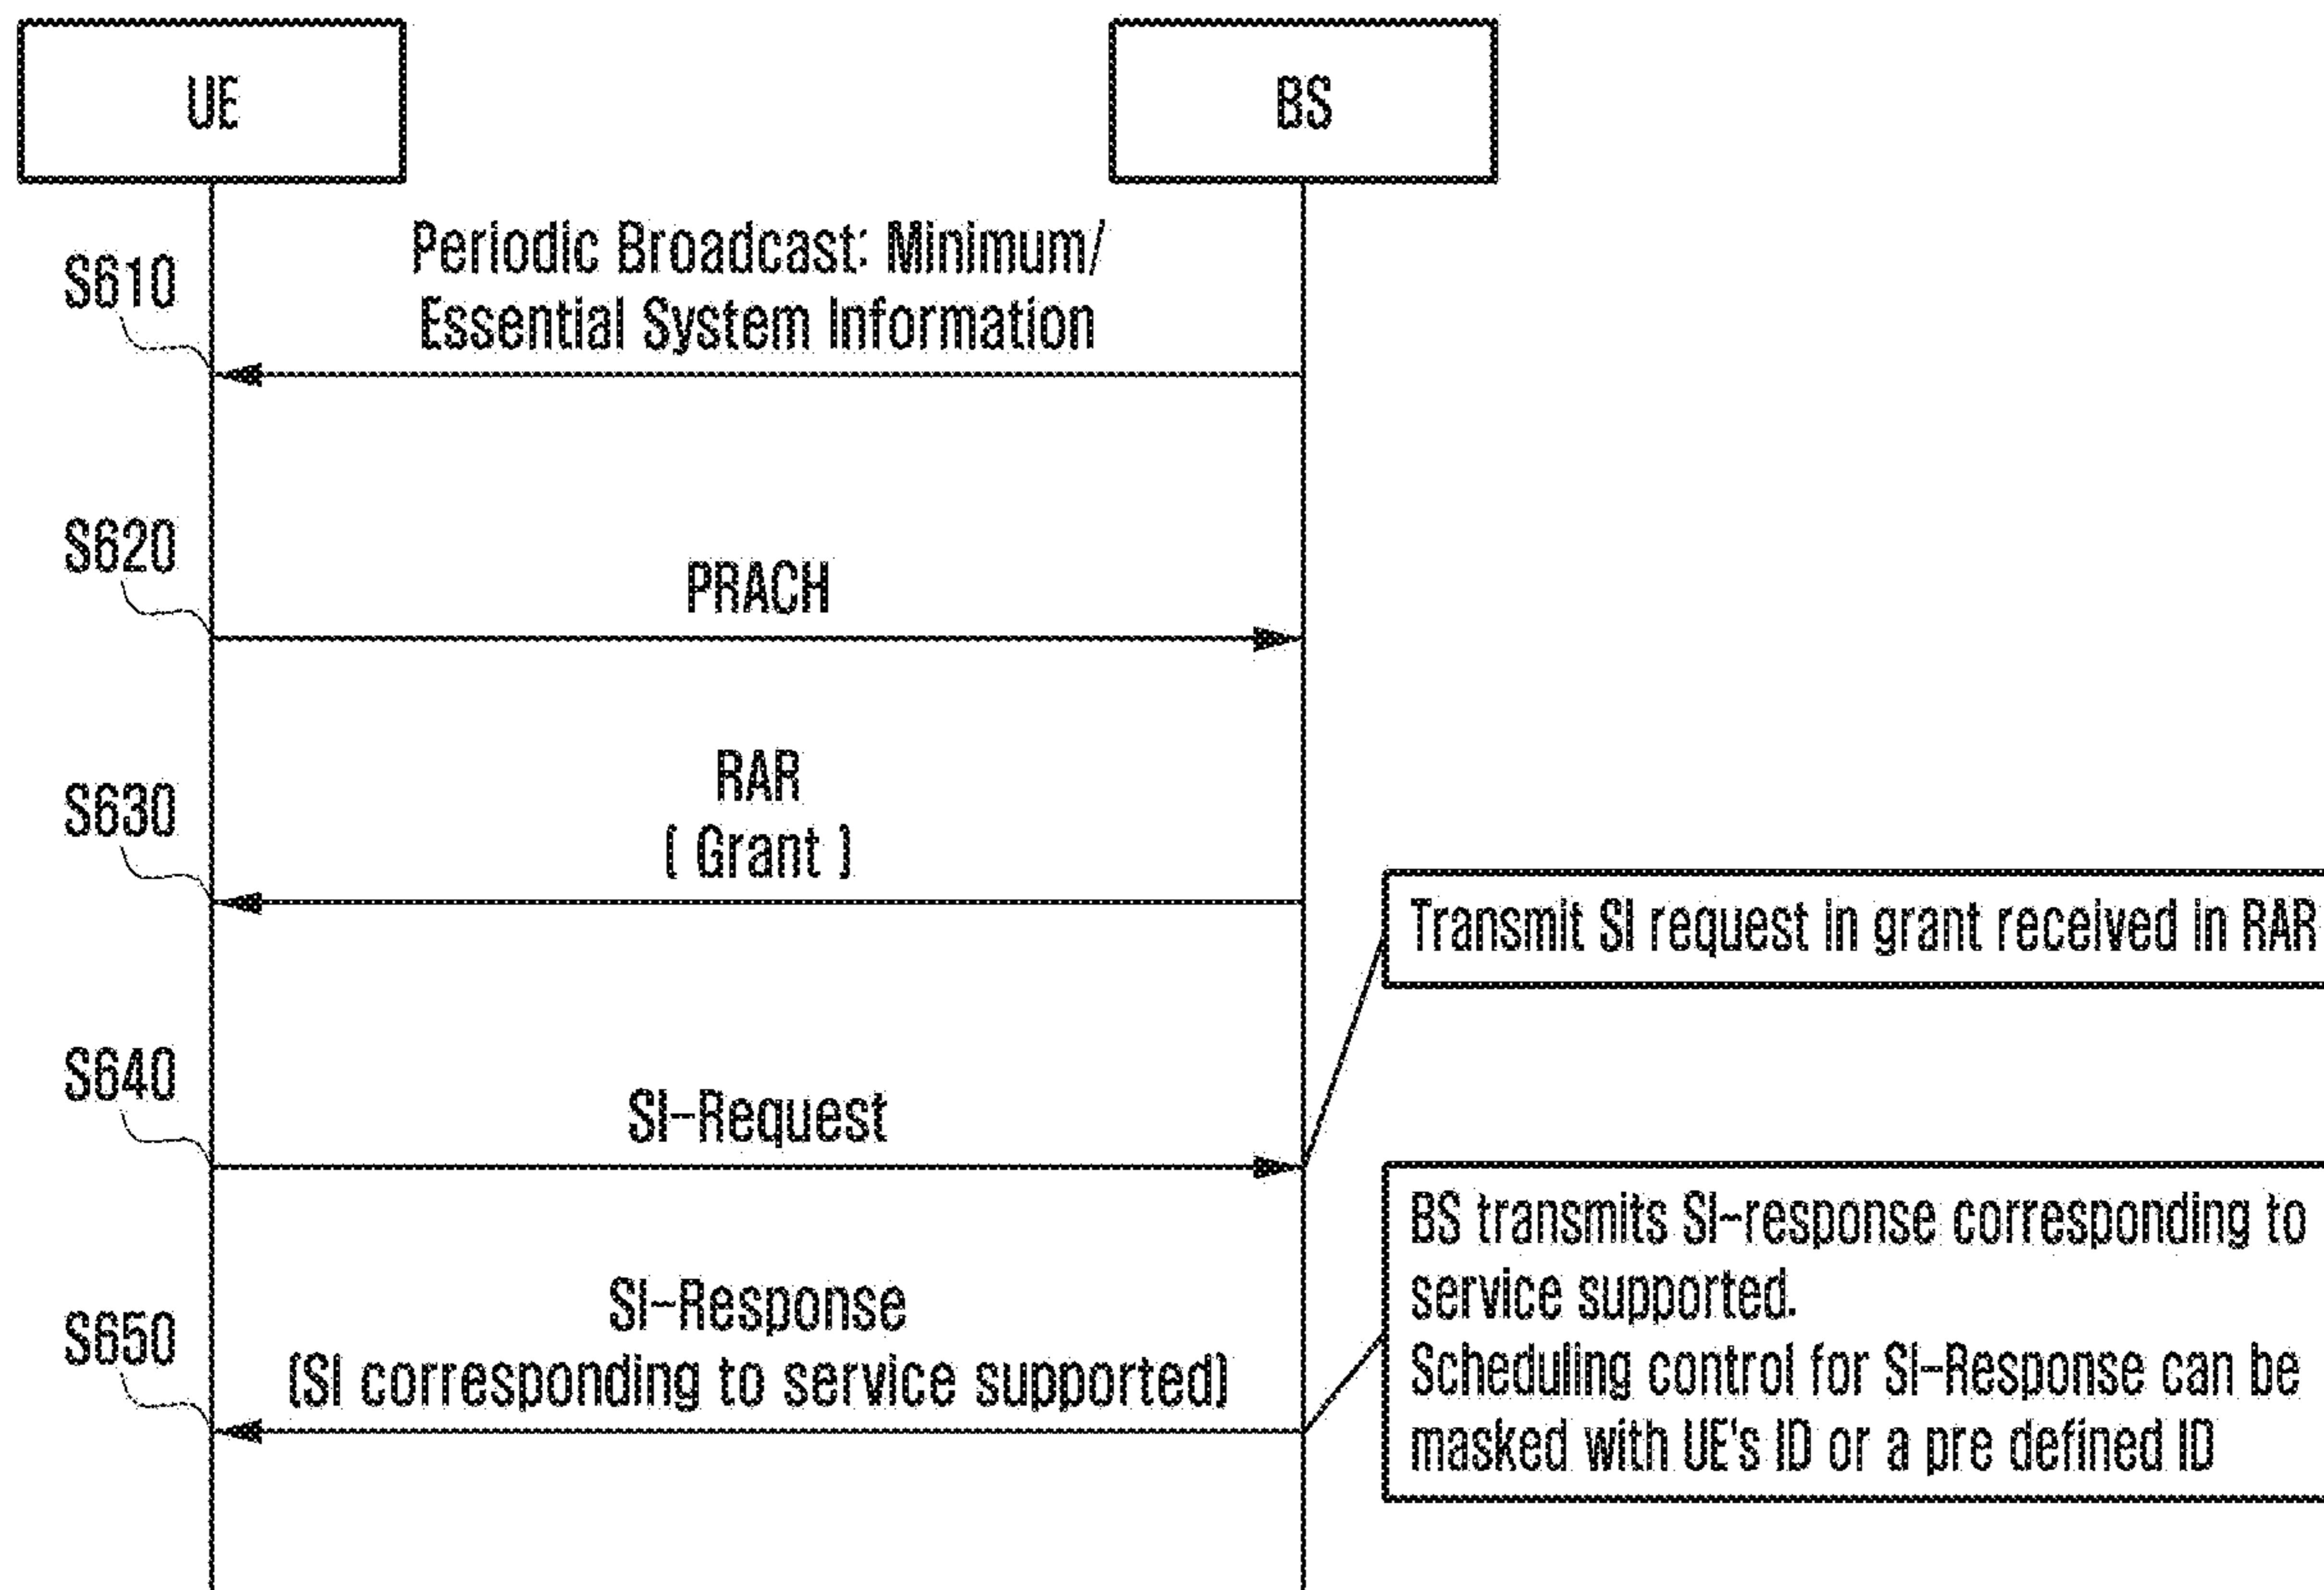 UE
BS
S610
Periodic Broadcast: Minimum/
Essential System Information
S620
PRACH
S630
RAR
( Grant )
Transmit SI request in grant received in RAR
S640
SI-Request
BS transmits SI-response corresponding to
service supported.
Scheduling control for SI-Response can be
masked with UE's ID or a pre defined ID
S650
SI-Response
(SI corresponding to service supported)